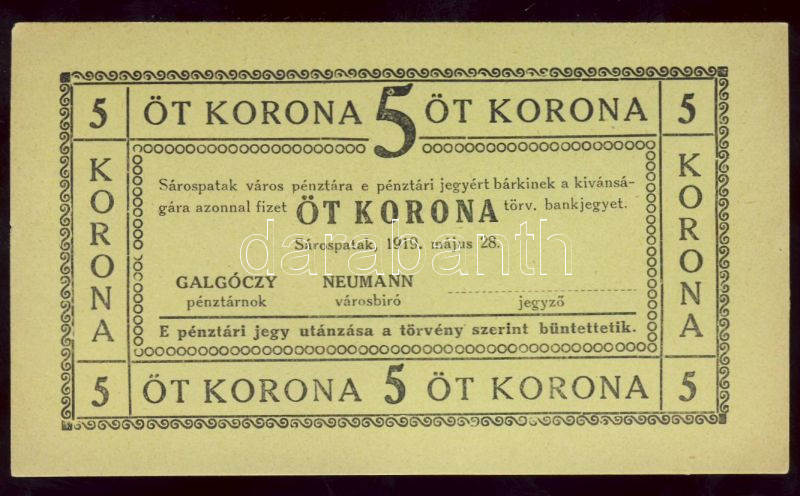 5 ÖT KORONA 5 ÖT KORONA 5
KORONA
Sárospatak város pénztára e pénztári jegyért bárkinek a kivánsá-
gára azonnal fizet ÖT KORONA törv. bankjegyet.
Sárospatak, 1919. május 28.
GALGÓCZY NEUMANN
pénztárnok városbiró jegyző
E pénztári jegy utánzása a törvény szerint büntettetik.
KORONA
5 ÖT KORONA 5 ÖT KORONA 5
darabanth